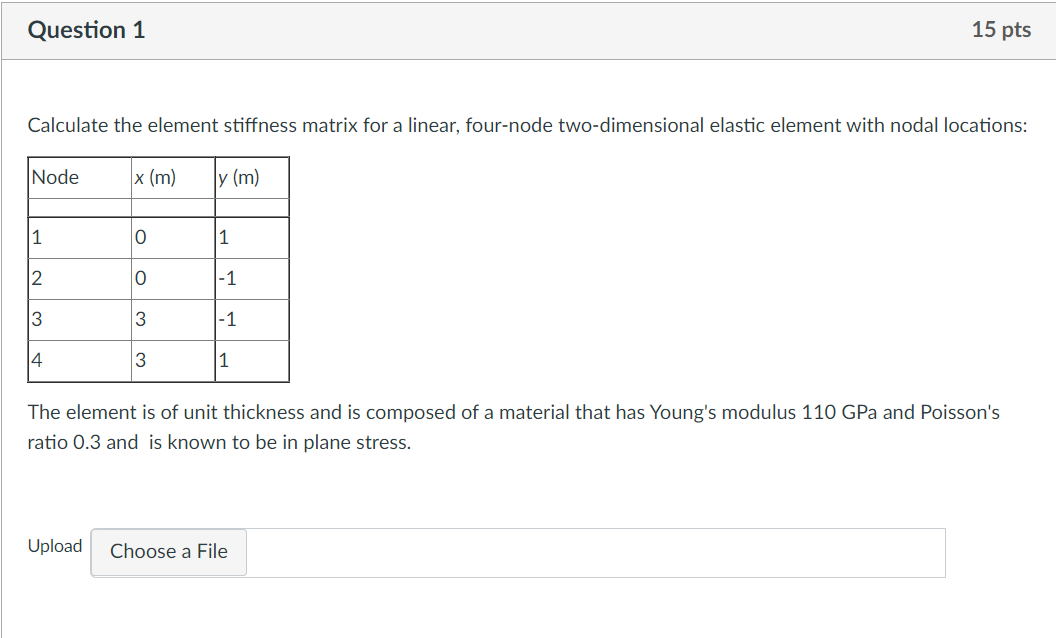 Question 1 15 pts
Calculate the element stiffness matrix for a linear, four-node two-dimensional elastic element with nodal locations:
Node x (m) y (m)
1 0 1
2 0 -1
3 3 -1
4 3 1
The element is of unit thickness and is composed of a material that has Young's modulus 110 GPa and Poisson's
ratio 0.3 and  is known to be in plane stress.
Upload Choose a File